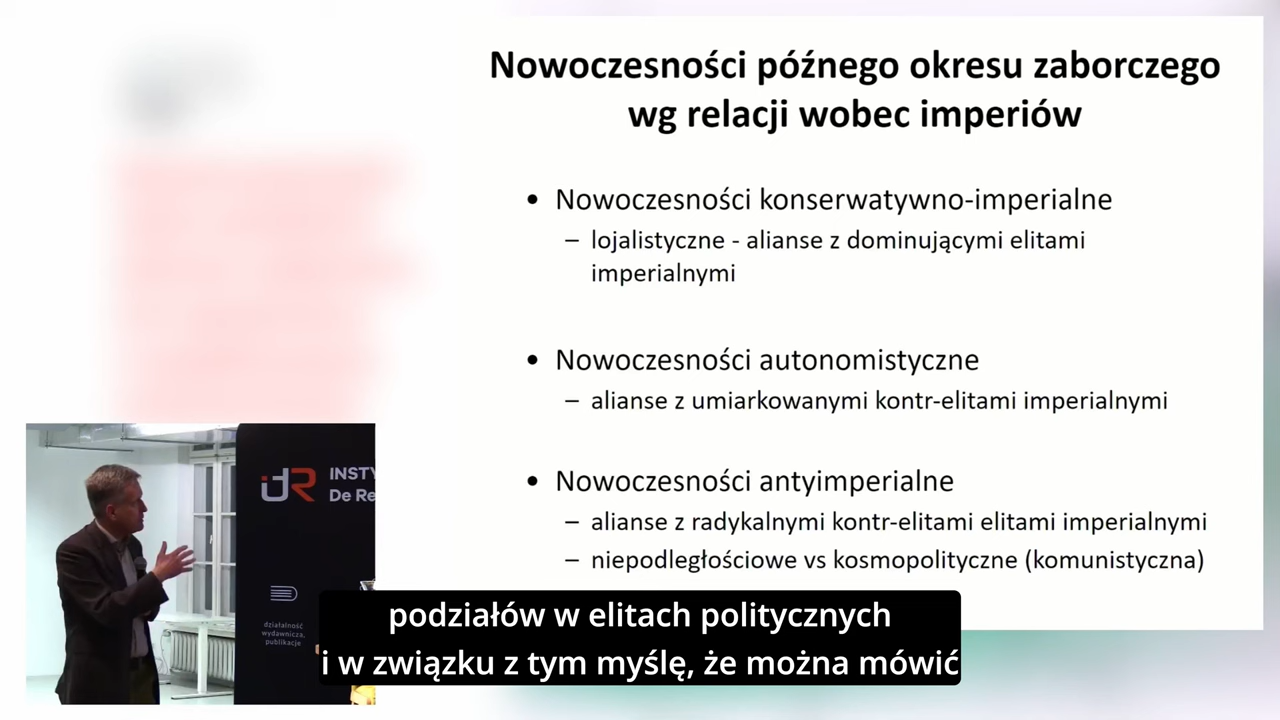 Nowoczesności późnego okresu zaborczego
wg relacji wobec imperiów
• Nowoczesności konserwatywno-imperialne
– lojalistyczne - alianse z dominującymi elitami
imperialnymi
• Nowoczesności autonomistyczne
– alianse z umiarkowanymi kontr-elitami imperialnymi
• Nowoczesności antyimperialne
– alianse z radykalnymi kontr-elitami elitami imperialnymi
– niepodległościowe vs kosmopolityczne (komunistyczna)
idR
INSTY
De Re
działalność
wydawnicza,
publikacje
podziałów w elitach politycznych
i w związku z tym myślę, że można mówić